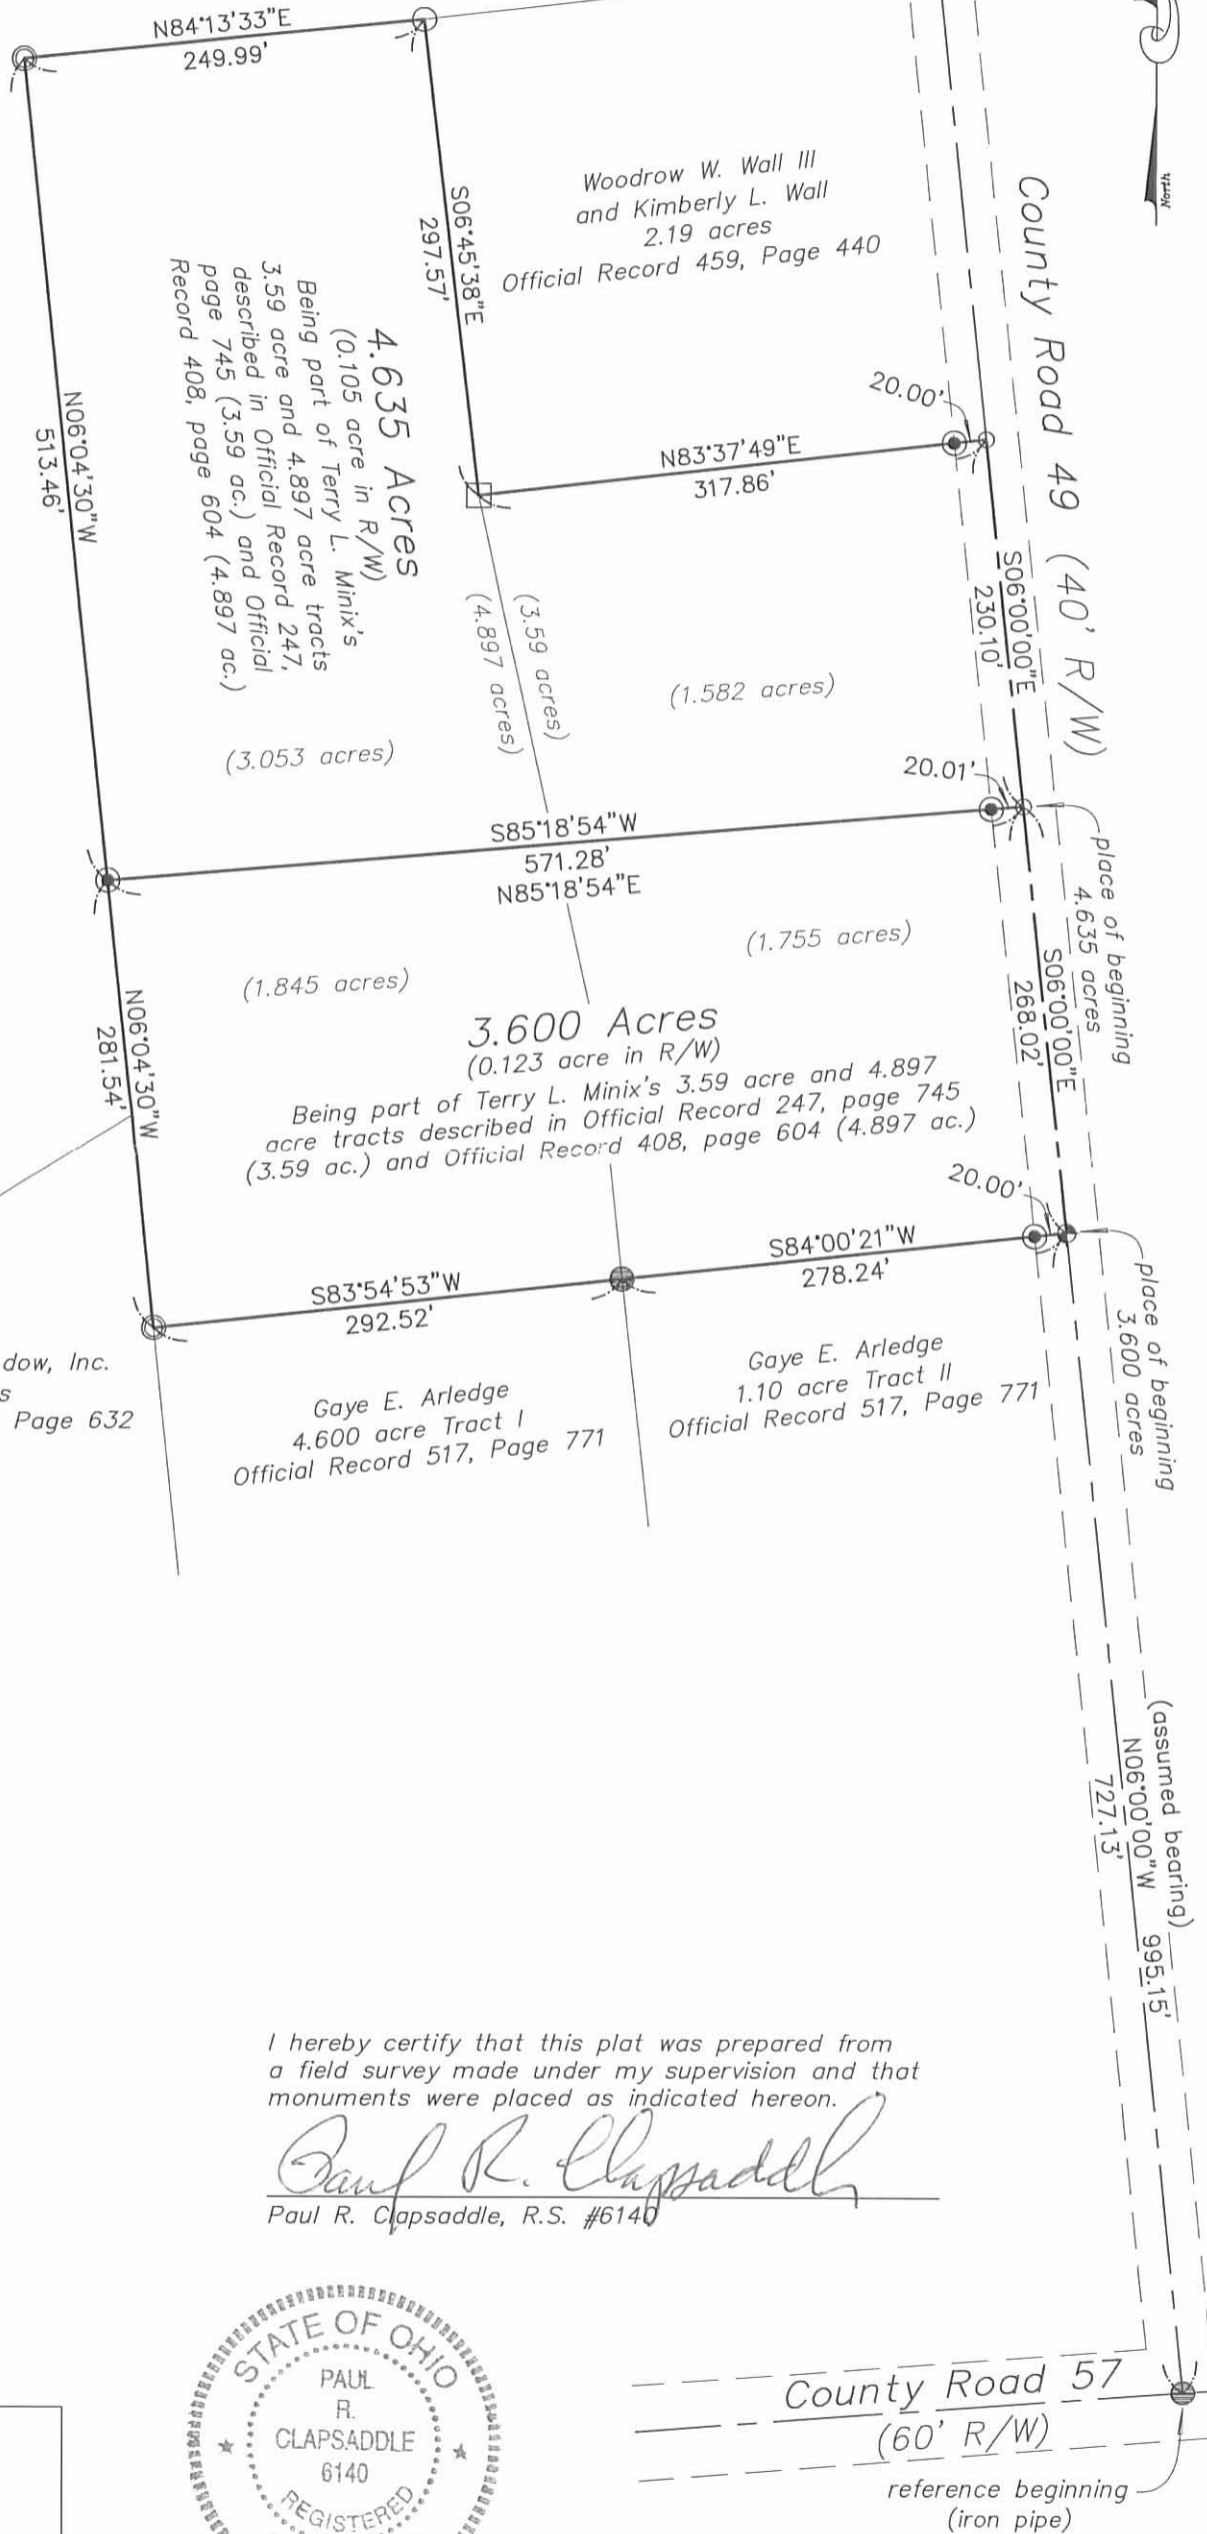 N84°13'33"E
249.99'
North
Woodrow W. Wall III
and Kimberly L. Wall
2.19 acres
Official Record 459, Page 440
County Road 49 (40' R/W)
S06°45'38"E
297.57'
4.635 Acres
(0.105 acre in R/W)
Being part of Terry L. Minix's
3.59 acre and 4.897 acre tracts
described in Official Record 247,
page 745 (3.59 ac.) and Official
Record 408, page 604 (4.897 ac.)
20.00'
N83°37'49"E
317.86'
N06°04'30"W
513.46'
S06°00'00"E
230.10'
(3.59 acres)
(4.897 acres)
(1.582 acres)
(3.053 acres)
20.01'
S85°18'54"W
571.28'
N85°18'54"E
place of beginning
4.635 acres
(1.755 acres)
(1.845 acres)
S06°00'00"E
268.02'
N06°04'30"W
281.54'
3.600 Acres
(0.123 acre in R/W)
Being part of Terry L. Minix's 3.59 acre and 4.897
acre tracts described in Official Record 247, page 745
(3.59 ac.) and Official Record 408, page 604 (4.897 ac.)
20.00'
S84°00'21"W
278.24'
S83°54'53"W
292.52'
place of beginning
3.600 acres
dow, Inc.
s
Page 632
Gaye E. Arledge
4.600 acre Tract I
Official Record 517, Page 771
Gaye E. Arledge
1.10 acre Tract II
Official Record 517, Page 771
(assumed bearing)
N06°00'00"W 995.15'
727.13'
I hereby certify that this plat was prepared from
a field survey made under my supervision and that
monuments were placed as indicated hereon.
Paul R. Clapsaddle
Paul R. Clapsaddle, R.S. #6140
STATE OF OHIO
PAUL
R.
CLAPSADDLE
6140
REGISTERED
County Road 57
(60' R/W)
reference beginning
(iron pipe)